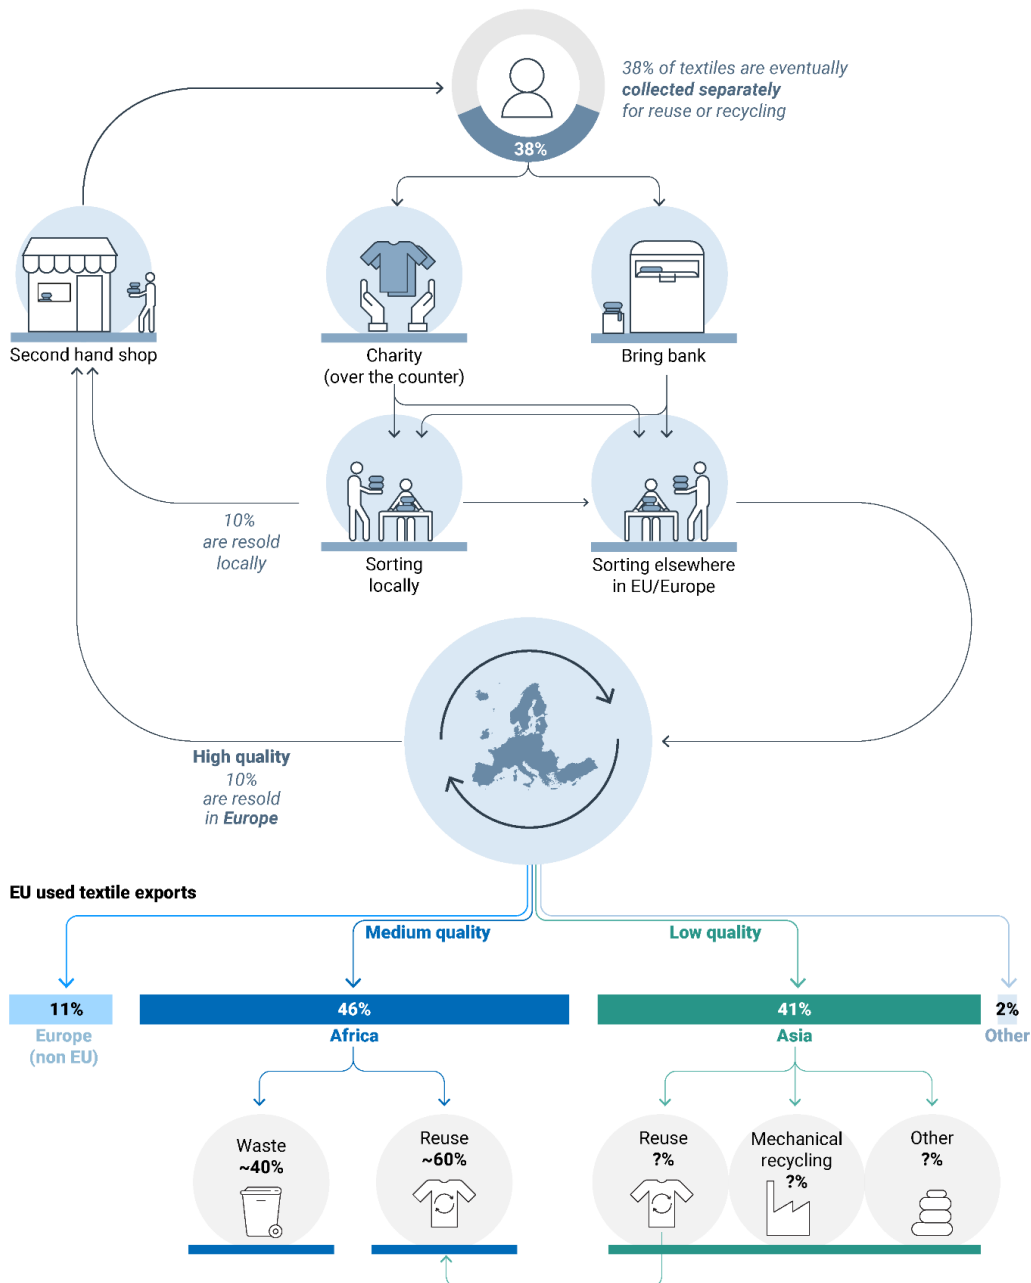 38% of textiles are eventually
collected separately
for reuse or recycling
38%
Second hand shop
Charity
(over the counter)
Bring bank
10%
are resold
locally
Sorting
locally
Sorting elsewhere
in EU/Europe
High quality
10%
are resold
in Europe
EU used textile exports
Medium quality
Low quality
11%
46%
41%
2%
Europe
(non EU)
Africa
Asia
Other
Waste
~40%
Reuse
~60%
Reuse
?%
Mechanical
recycling
?%
Other
?%